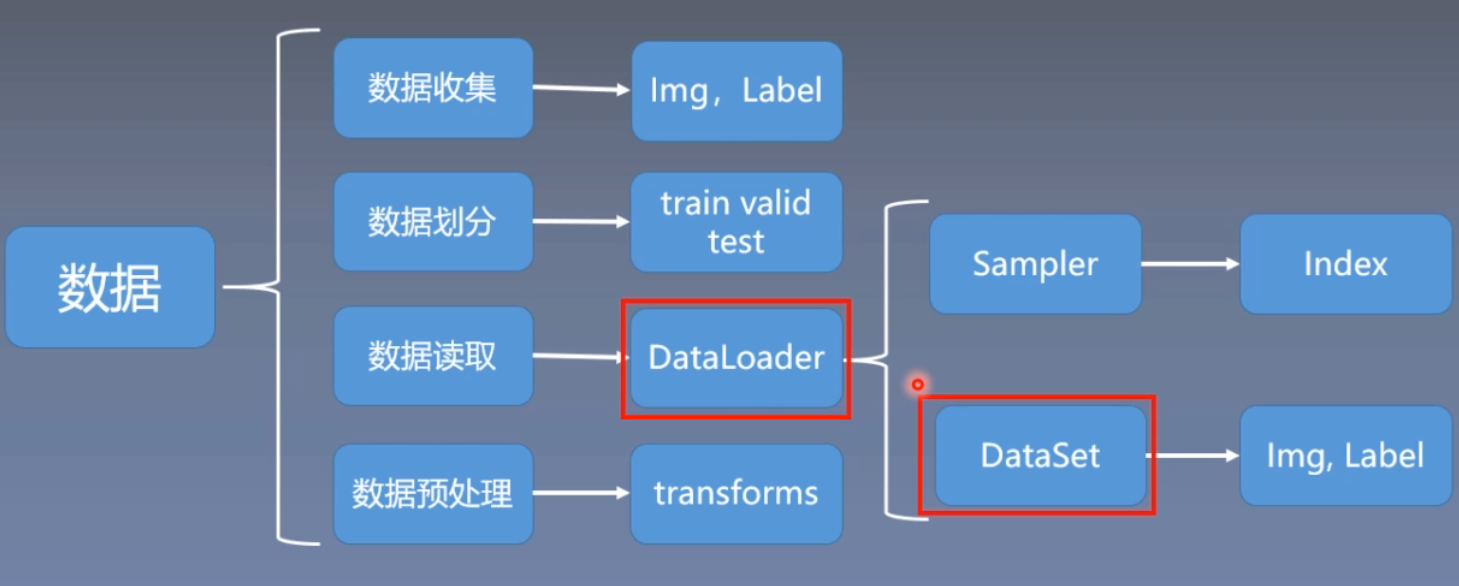 数据
数据收集
Img，Label
数据划分
train valid
test
数据读取
DataLoader
Sampler
Index
DataSet
Img, Label
数据预处理
transforms